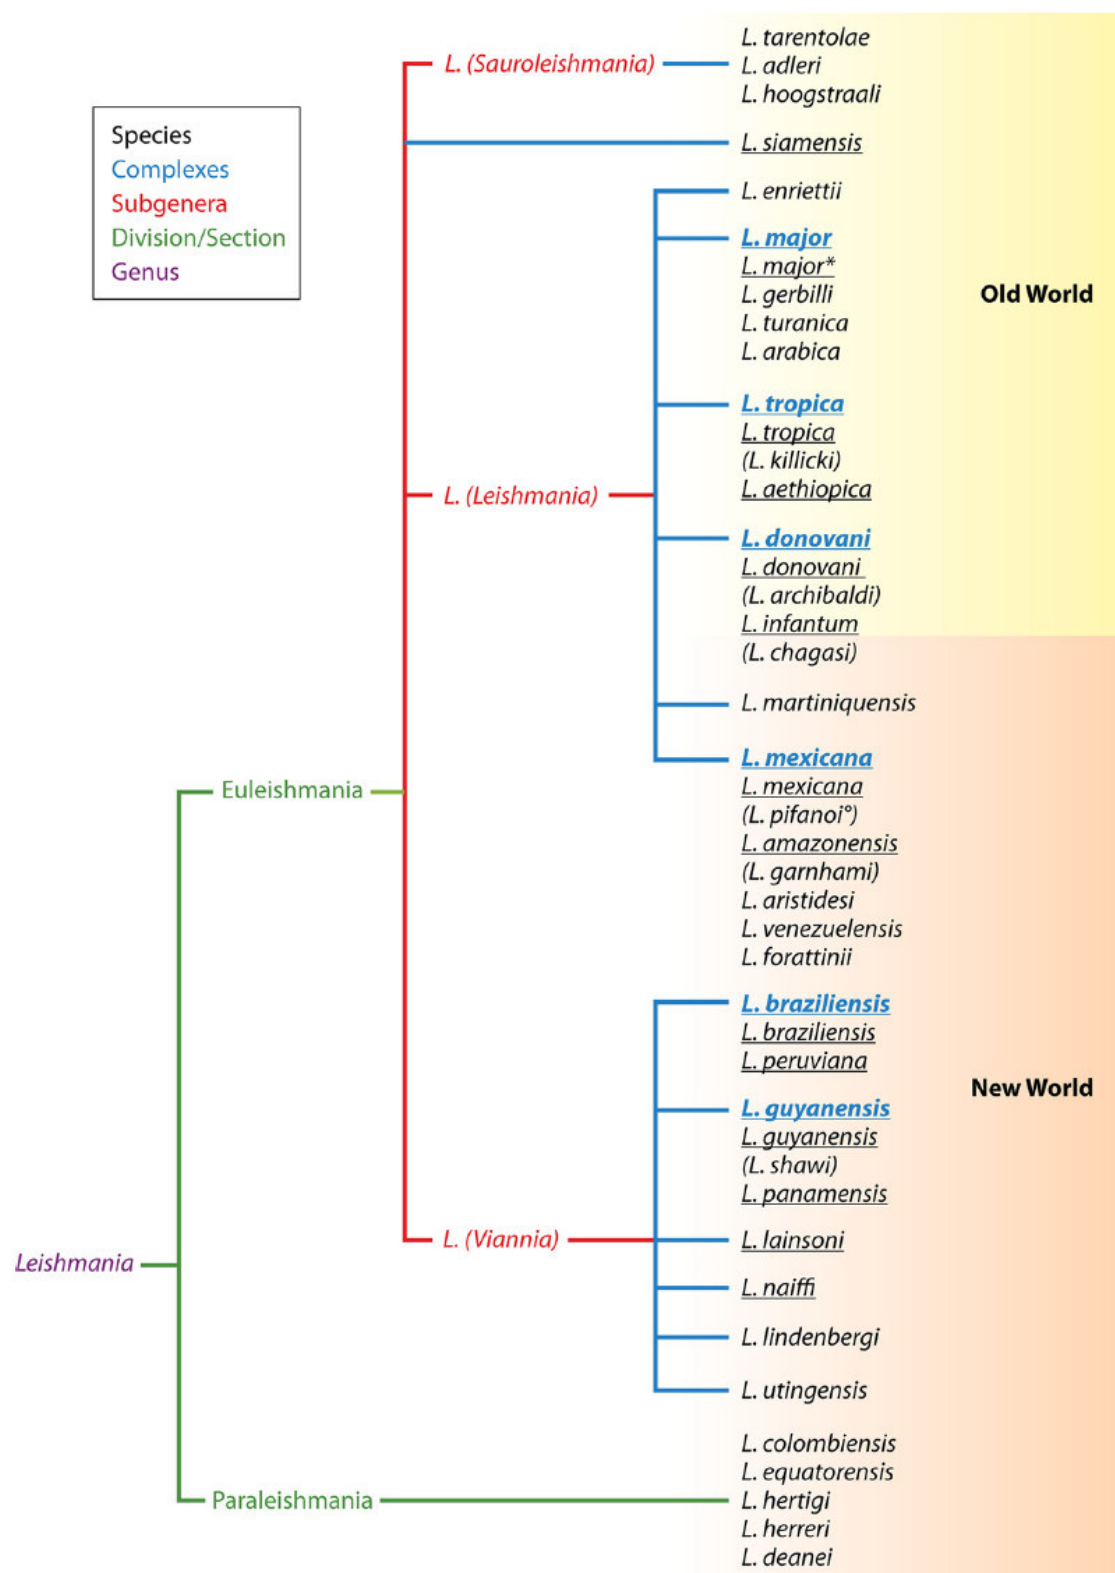 L. (Sauroleishmania)
L. tarentolae
L. adleri
L. hoogstraali
Species
Complexes
Subgenera
Division/Section
Genus
L. siamensis
L. enriettii
L. major
L. major*
L. gerbilli
L. turanica
L. arabica
Old World
L. tropica
L. tropica
(L. killicki)
L. aethiopica
L. (Leishmania)
L. donovani
L. donovani
(L. archibaldi)
L. infantum
(L. chagasi)
L. martiniquensis
L. mexicana
L. mexicana
(L. pifanoi°)
L. amazonensis
(L. garnhami)
L. aristidesi
L. venezuelensis
L. forattinii
Euleishmania
L. braziliensis
L. braziliensis
L. peruviana
New World
L. guyanensis
L. guyanensis
(L. shawi)
L. panamensis
L. (Viannia)
L. lainsoni
L. naiffi
L. lindenbergi
L. utingensis
Leishmania
L. colombiensis
L. equatorensis
Paraleishmania
L. hertigi
L. herreri
L. deanei